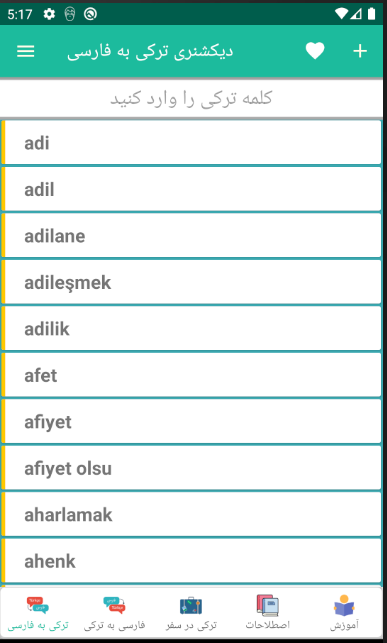 5:17
دیکشنری ترکی به فارسی
کلمه ترکی را وارد کنید
adi
adil
adilane
adileşmek
adilik
afet
afiyet
afiyet olsu
aharlamak
ahenk
ترکی به فارسی
فارسی به ترکی
ترکی در سفر
اصطلاحات
آموزش